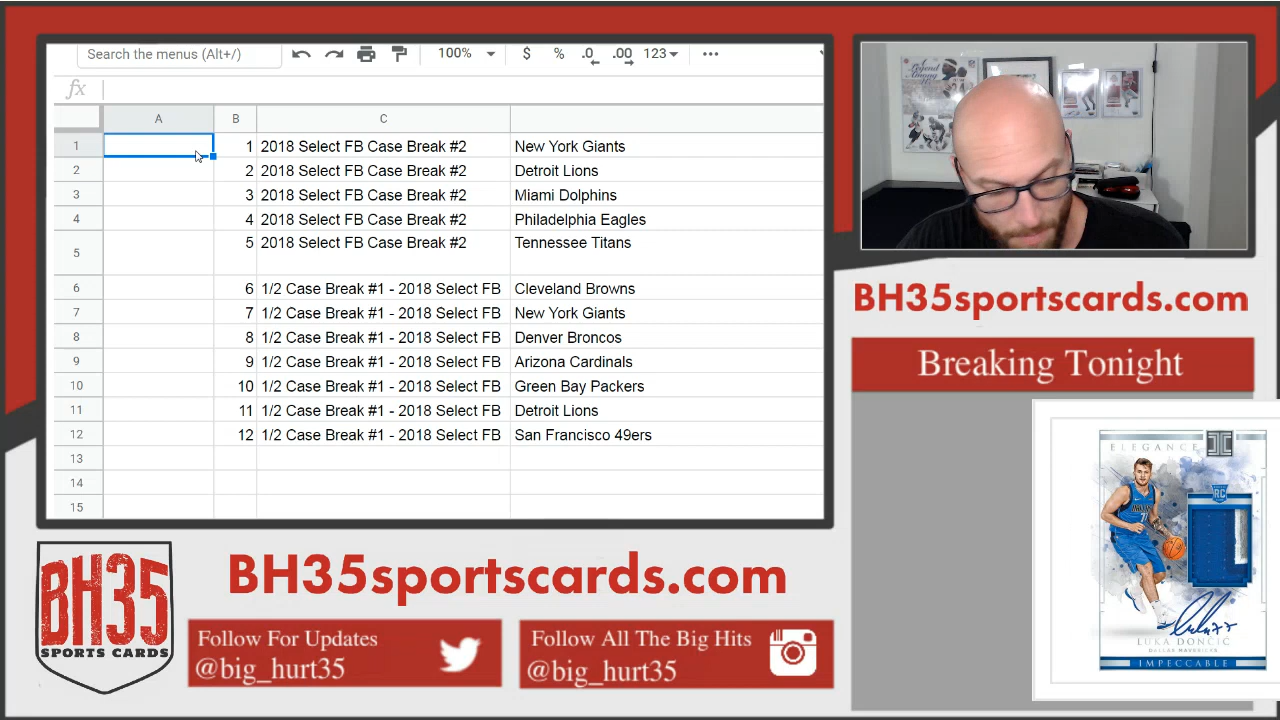 Search the menus (Alt+/)
100%
$ % .0 .00 123
fx
A B C
1 1 2018 Select FB Case Break #2 New York Giants
2 2 2018 Select FB Case Break #2 Detroit Lions
3 3 2018 Select FB Case Break #2 Miami Dolphins
4 4 2018 Select FB Case Break #2 Philadelphia Eagles
5 5 2018 Select FB Case Break #2 Tennessee Titans
6 6 1/2 Case Break #1 - 2018 Select FB Cleveland Browns
7 7 1/2 Case Break #1 - 2018 Select FB New York Giants
8 8 1/2 Case Break #1 - 2018 Select FB Denver Broncos
9 9 1/2 Case Break #1 - 2018 Select FB Arizona Cardinals
10 10 1/2 Case Break #1 - 2018 Select FB Green Bay Packers
11 11 1/2 Case Break #1 - 2018 Select FB Detroit Lions
12 12 1/2 Case Break #1 - 2018 Select FB San Francisco 49ers
13
14
15
BH35sportscards.com
Breaking Tonight
ELEGANCE
RC
LUKA DONČIĆ
DALLAS MAVERICKS
IMPECCABLE
BH35
SPORTS CARDS
BH35sportscards.com
Follow For Updates
@big_hurt35
Follow All The Big Hits
@big_hurt35